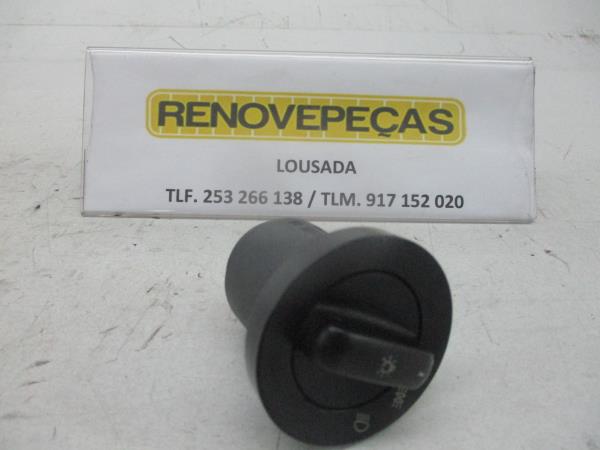 RENOVEPEÇAS
LOUSADA
TLF. 253 266 138 / TLM. 917 152 020